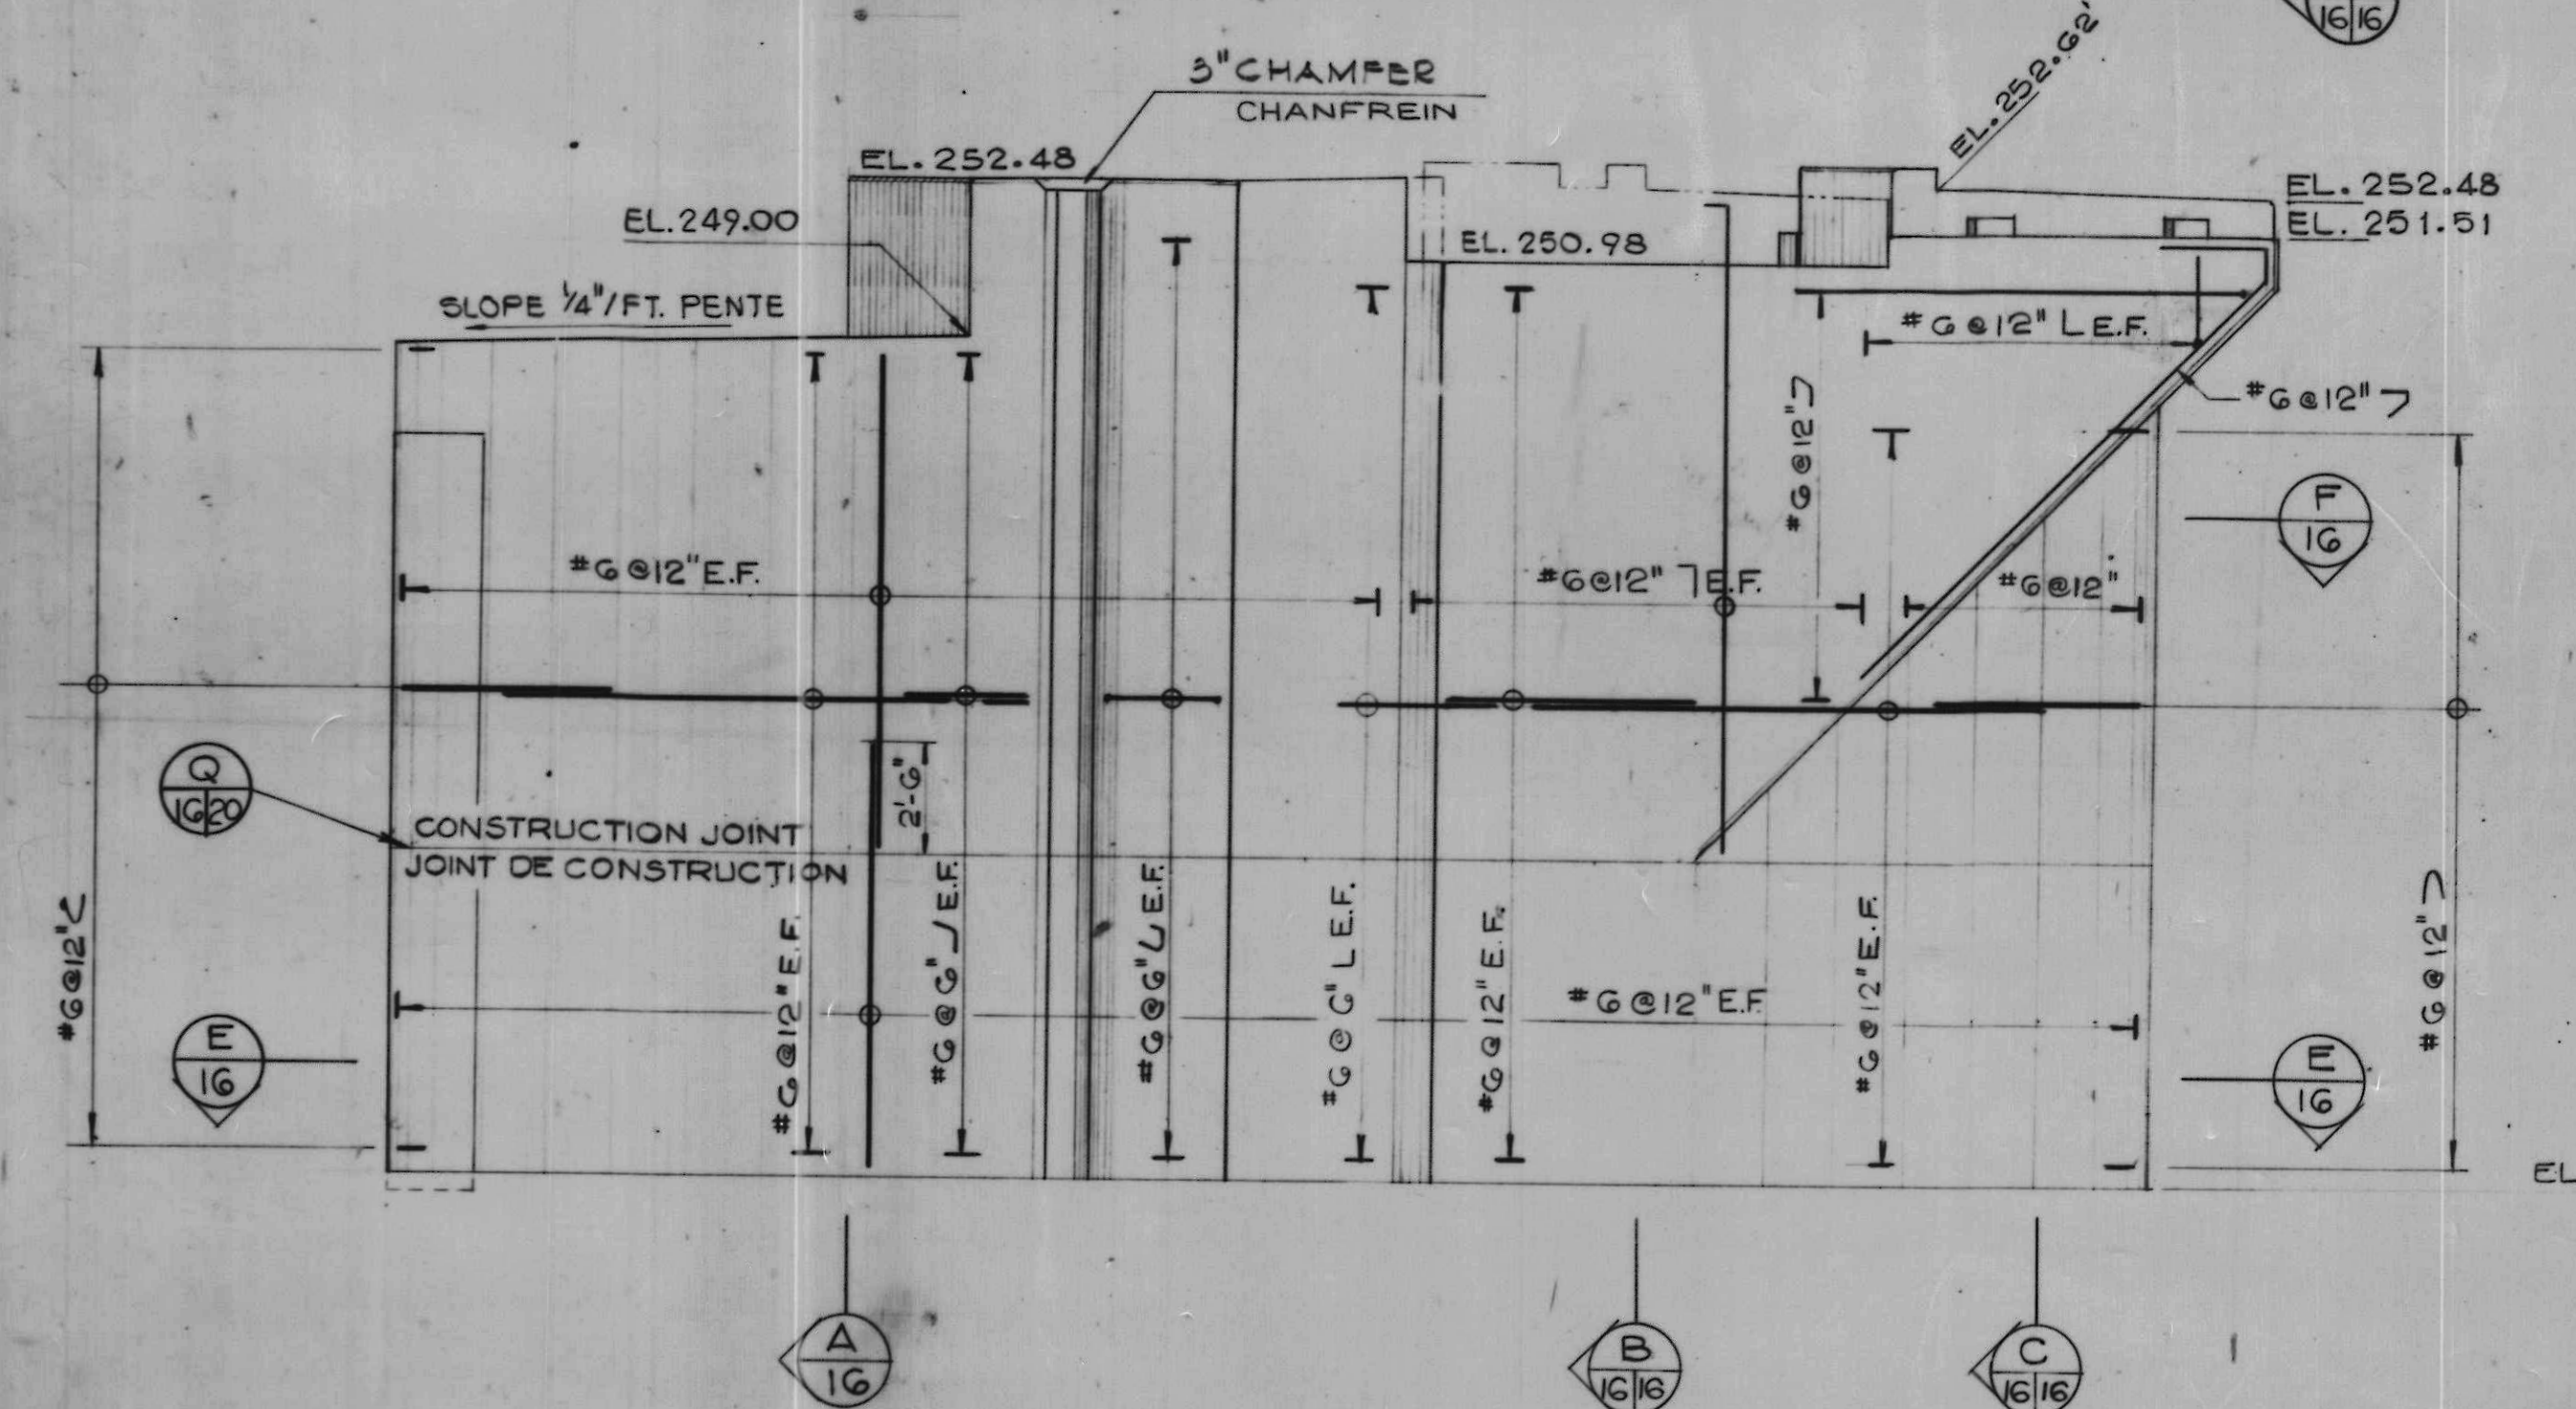 16 16
3" CHAMFER
CHANFREIN
EL. 252.62'
EL. 252.48
EL. 252.48
EL. 251.51
EL. 249.00
EL. 250.98
SLOPE 1/4"/FT. PENTE
#6@12" L E.F.
#6@12"
#6@12"
F
16
#6@12" E.F.
#6@12" E.F.
#6@12"
Q
16 20
2'-6"
CONSTRUCTION JOINT
JOINT DE CONSTRUCTION
#6@12"
#6@12" E.F.
#6@6" E.F.
#6@6" E.F.
#6@6" L E.F.
#6@12" E.F.
#6@12" E.F.
#6@12" E.F.
#6@12"
E
16
E
16
EL
A
16
B
16 16
C
16 16